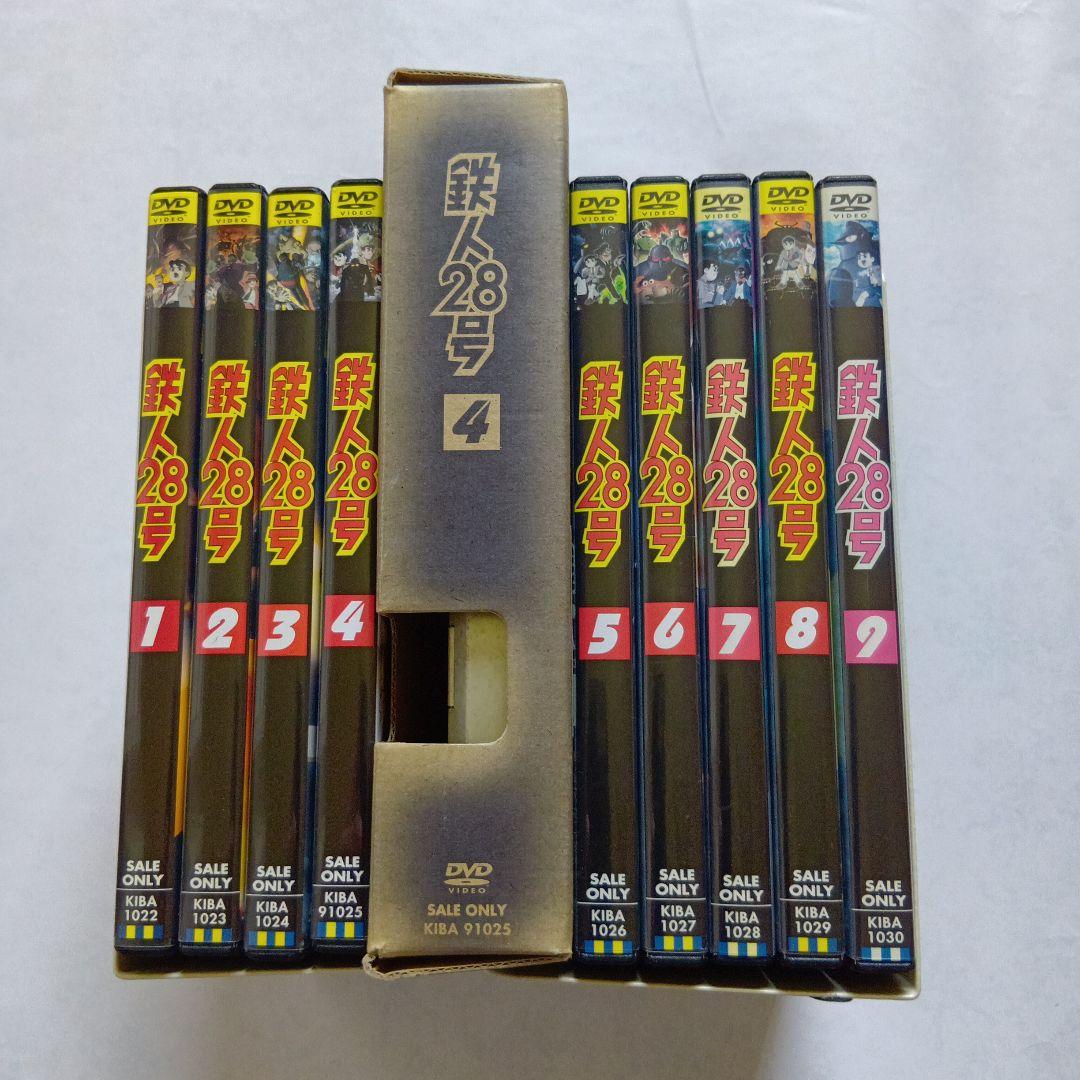 DVD
VIDEO
鉄人28号
1
SALE
ONLY
KIBA
1022
DVD
VIDEO
鉄人28号
2
SALE
ONLY
KIBA
1023
DVD
VIDEO
鉄人28号
3
SALE
ONLY
KIBA
1024
DVD
VIDEO
鉄人28号
4
SALE
ONLY
KIBA
91025
鉄人28号
4
DVD
VIDEO
SALE ONLY
KIBA 91025
DVD
VIDEO
鉄人28号
5
SALE
ONLY
KIBA
1026
DVD
VIDEO
鉄人28号
6
SALE
ONLY
KIBA
1027
DVD
VIDEO
鉄人28号
7
SALE
ONLY
KIBA
1028
DVD
VIDEO
鉄人28号
8
SALE
ONLY
KIBA
1029
DVD
VIDEO
鉄人28号
9
SALE
ONLY
KIBA
1030